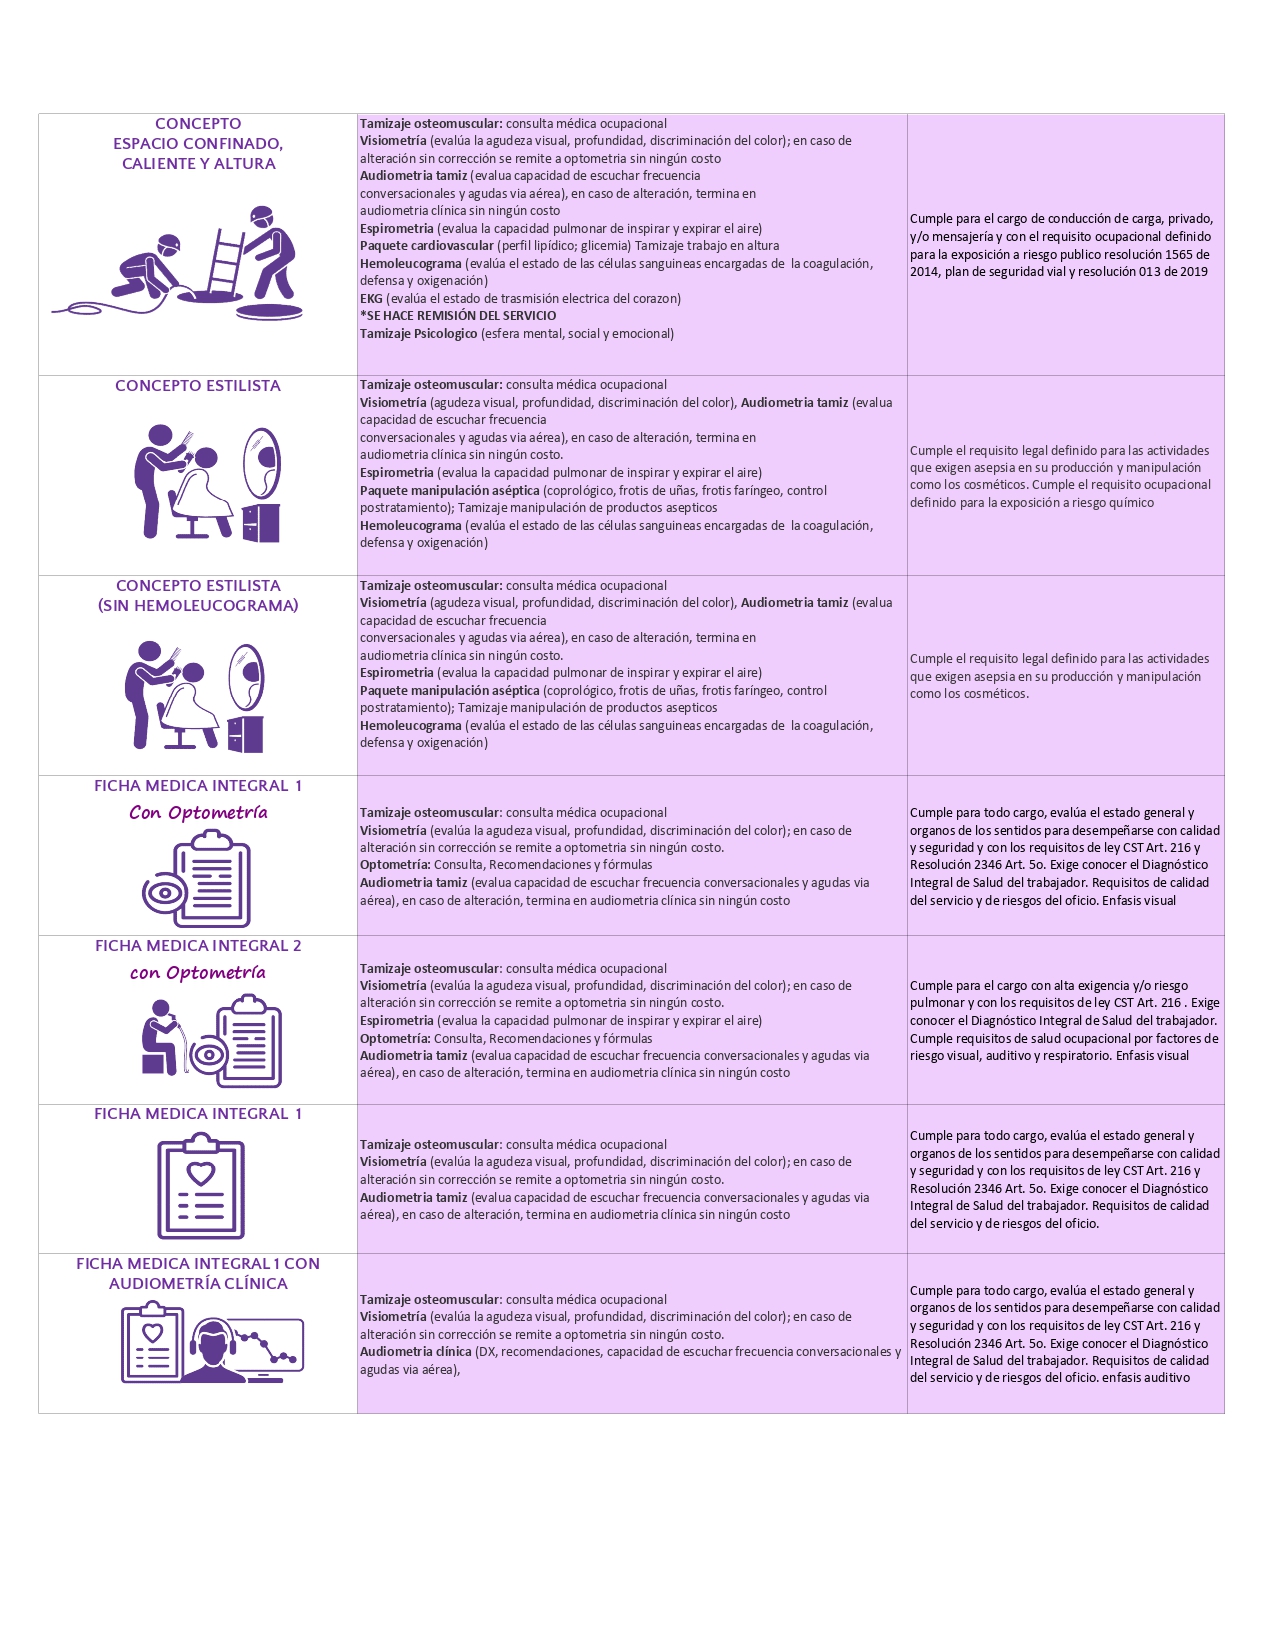 CONCEPTO
ESPACIO CONFINADO,
CALIENTE Y ALTURA
Tamizaje osteomuscular: consulta médica ocupacional
Visiometría (evalúa la agudeza visual, profundidad, discriminación del color); en caso de
alteración sin corrección se remite a optometria sin ningún costo
Audiometria tamiz (evalua capacidad de escuchar frecuencia
conversacionales y agudas via aérea), en caso de alteración, termina en
audiometria clínica sin ningún costo
Espirometria (evalua la capacidad pulmonar de inspirar y expirar el aire)
Paquete cardiovascular (perfil lipídico; glicemia) Tamizaje trabajo en altura
Hemoleucograma (evalúa el estado de las células sanguineas encargadas de la coagulación,
defensa y oxigenación)
EKG (evalúa el estado de trasmisión electrica del corazon)
*SE HACE REMISIÓN DEL SERVICIO
Tamizaje Psicologico (esfera mental, social y emocional)
Cumple para el cargo de conducción de carga, privado,
y/o mensajería y con el requisito ocupacional definido
para la exposición a riesgo publico resolución 1565 de
2014, plan de seguridad vial y resolución 013 de 2019
CONCEPTO ESTILISTA
Tamizaje osteomuscular: consulta médica ocupacional
Visiometría (agudeza visual, profundidad, discriminación del color), Audiometria tamiz (evalua
capacidad de escuchar frecuencia
conversacionales y agudas via aérea), en caso de alteración, termina en
audiometria clínica sin ningún costo.
Espirometria (evalua la capacidad pulmonar de inspirar y expirar el aire)
Paquete manipulación aséptica (coprológico, frotis de uñas, frotis faríngeo, control
postratamiento); Tamizaje manipulación de productos asepticos
Hemoleucograma (evalúa el estado de las células sanguineas encargadas de la coagulación,
defensa y oxigenación)
Cumple el requisito legal definido para las actividades
que exigen asepsia en su producción y manipulación
como los cosméticos. Cumple el requisito ocupacional
definido para la exposición a riesgo químico
CONCEPTO ESTILISTA
(SIN HEMOLEUCOGRAMA)
Tamizaje osteomuscular: consulta médica ocupacional
Visiometría (agudeza visual, profundidad, discriminación del color), Audiometria tamiz (evalua
capacidad de escuchar frecuencia
conversacionales y agudas via aérea), en caso de alteración, termina en
audiometria clínica sin ningún costo.
Espirometria (evalua la capacidad pulmonar de inspirar y expirar el aire)
Paquete manipulación aséptica (coprológico, frotis de uñas, frotis faríngeo, control
postratamiento); Tamizaje manipulación de productos asepticos
Hemoleucograma (evalúa el estado de las células sanguineas encargadas de la coagulación,
defensa y oxigenación)
Cumple el requisito legal definido para las actividades
que exigen asepsia en su producción y manipulación
como los cosméticos.
FICHA MEDICA INTEGRAL 1
Con Optometría
Tamizaje osteomuscular: consulta médica ocupacional
Visiometría (evalúa la agudeza visual, profundidad, discriminación del color); en caso de
alteración sin corrección se remite a optometria sin ningún costo.
Optometría: Consulta, Recomendaciones y fórmulas
Audiometria tamiz (evalua capacidad de escuchar frecuencia conversacionales y agudas via
aérea), en caso de alteración, termina en audiometria clínica sin ningún costo
Cumple para todo cargo, evalúa el estado general y
organos de los sentidos para desempeñarse con calidad
y seguridad y con los requisitos de ley CST Art. 216 y
Resolución 2346 Art. 5o. Exige conocer el Diagnóstico
Integral de Salud del trabajador. Requisitos de calidad
del servicio y de riesgos del oficio. Enfasis visual
FICHA MEDICA INTEGRAL 2
con Optometría
Tamizaje osteomuscular: consulta médica ocupacional
Visiometría (evalúa la agudeza visual, profundidad, discriminación del color); en caso de
alteración sin corrección se remite a optometria sin ningún costo.
Espirometria (evalua la capacidad pulmonar de inspirar y expirar el aire)
Optometría: Consulta, Recomendaciones y fórmulas
Audiometria tamiz (evalua capacidad de escuchar frecuencia conversacionales y agudas via
aérea), en caso de alteración, termina en audiometria clínica sin ningún costo
Cumple para el cargo con alta exigencia y/o riesgo
pulmonar y con los requisitos de ley CST Art. 216 . Exige
conocer el Diagnóstico Integral de Salud del trabajador.
Cumple requisitos de salud ocupacional por factores de
riesgo visual, auditivo y respiratorio. Enfasis visual
FICHA MEDICA INTEGRAL 1
Tamizaje osteomuscular: consulta médica ocupacional
Visiometría (evalúa la agudeza visual, profundidad, discriminación del color); en caso de
alteración sin corrección se remite a optometria sin ningún costo.
Audiometria tamiz (evalua capacidad de escuchar frecuencia conversacionales y agudas via
aérea), en caso de alteración, termina en audiometria clínica sin ningún costo
Cumple para todo cargo, evalúa el estado general y
organos de los sentidos para desempeñarse con calidad
y seguridad y con los requisitos de ley CST Art. 216 y
Resolución 2346 Art. 5o. Exige conocer el Diagnóstico
Integral de Salud del trabajador. Requisitos de calidad
del servicio y de riesgos del oficio.
FICHA MEDICA INTEGRAL 1 CON
AUDIOMETRÍA CLÍNICA
Tamizaje osteomuscular: consulta médica ocupacional
Visiometría (evalúa la agudeza visual, profundidad, discriminación del color); en caso de
alteración sin corrección se remite a optometria sin ningún costo.
Audiometria clínica (DX, recomendaciones, capacidad de escuchar frecuencia conversacionales y
agudas via aérea),
Cumple para todo cargo, evalúa el estado general y
organos de los sentidos para desempeñarse con calidad
y seguridad y con los requisitos de ley CST Art. 216 y
Resolución 2346 Art. 5o. Exige conocer el Diagnóstico
Integral de Salud del trabajador. Requisitos de calidad
del servicio y de riesgos del oficio. enfasis auditivo